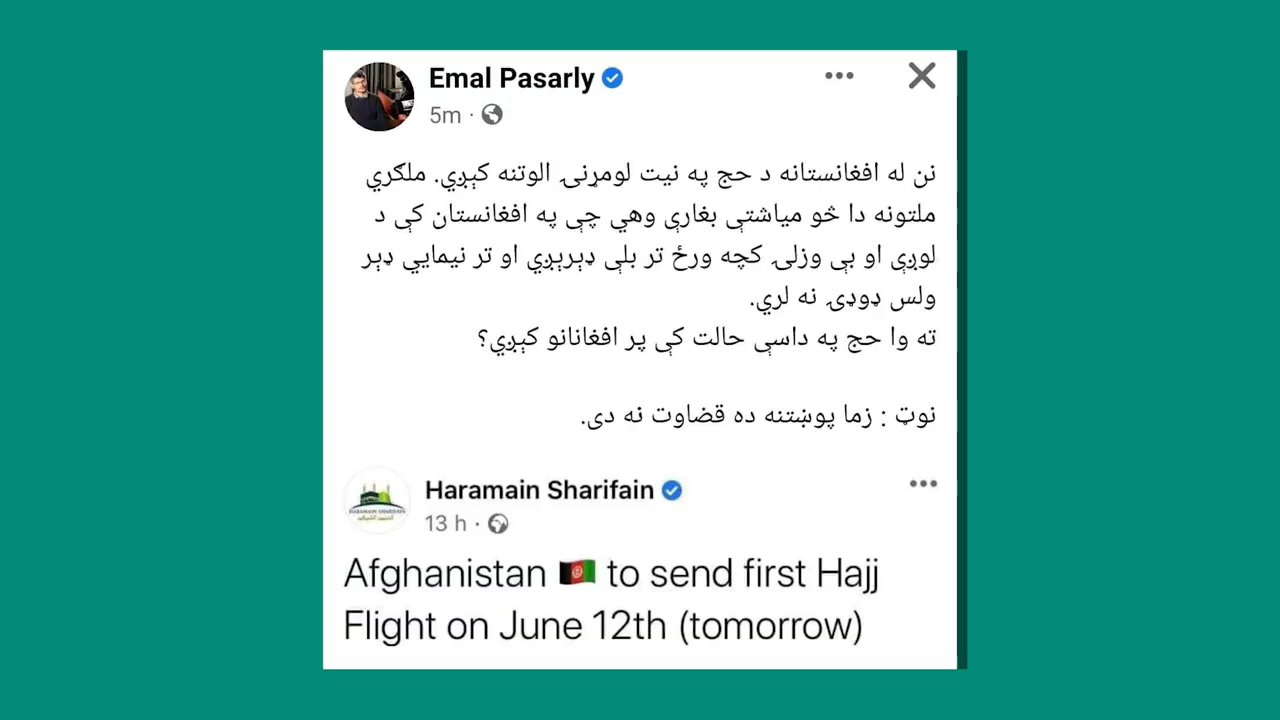 Emal Pasarly
5m ·
نن له افغانستانه د حج په نیت لومړنۍ الوتنه کېږي. ملګري
ملتونه دا څو میاشتې بغارې وهي چې په افغانستان کې د
لوږې او بې وزلۍ کچه ورځ تر بلې ډېرېږي او تر نیمايي ډېر
ولس ډوډۍ نه لري.
ته وا حج په داسې حالت کې پر افغانانو کېږي؟
نوټ : زما پوښتنه ده قضاوت نه دی.
Haramain Sharifain
HARAMAIN SHARIFAIN
13 h ·
Afghanistan 🇦🇫 to send first Hajj
Flight on June 12th (tomorrow)